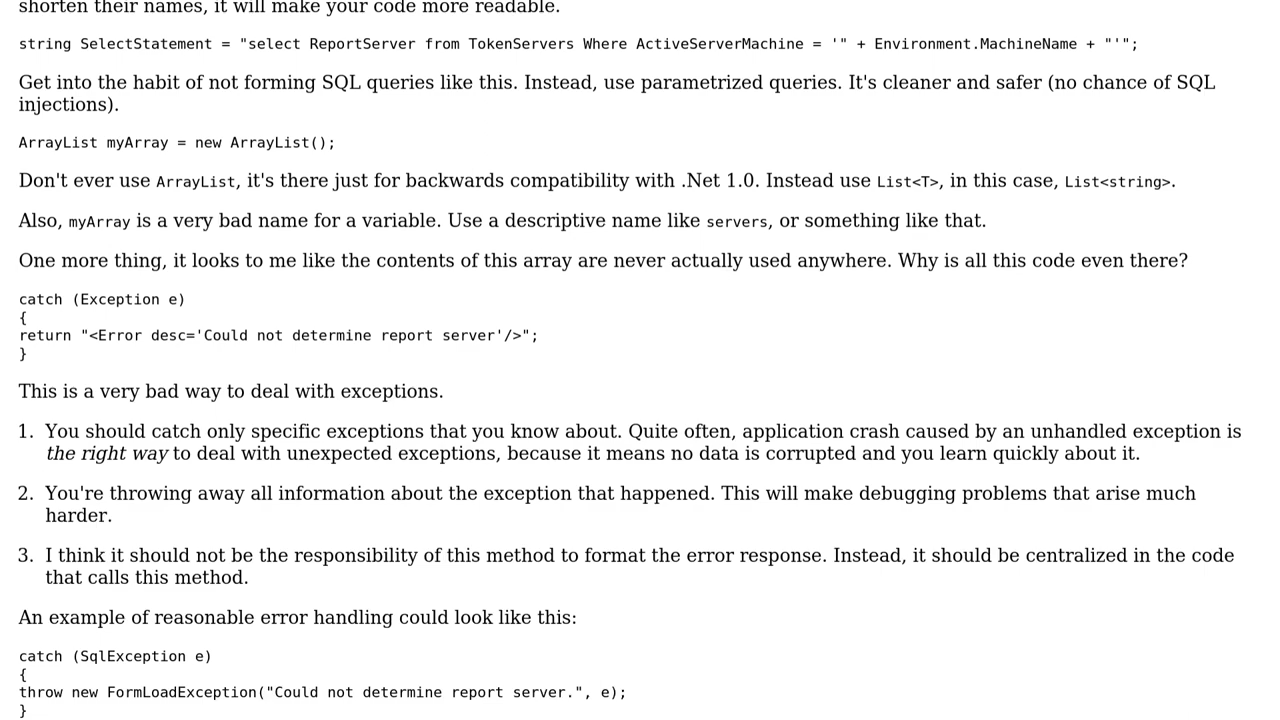 shorten their names, it will make your code more readable.
string SelectStatement = "select ReportServer from TokenServers Where ActiveServerMachine = '" + Environment.MachineName + "'";
Get into the habit of not forming SQL queries like this. Instead, use parametrized queries. It's cleaner and safer (no chance of SQL
injections).
ArrayList myArray = new ArrayList();
Don't ever use ArrayList, it's there just for backwards compatibility with .Net 1.0. Instead use List<T>, in this case, List<string>.
Also, myArray is a very bad name for a variable. Use a descriptive name like servers, or something like that.
One more thing, it looks to me like the contents of this array are never actually used anywhere. Why is all this code even there?
catch (Exception e)
{
return "<Error desc='Could not determine report server'/>";
}
This is a very bad way to deal with exceptions.
1. You should catch only specific exceptions that you know about. Quite often, application crash caused by an unhandled exception is
the right way to deal with unexpected exceptions, because it means no data is corrupted and you learn quickly about it.
2. You're throwing away all information about the exception that happened. This will make debugging problems that arise much
harder.
3. I think it should not be the responsibility of this method to format the error response. Instead, it should be centralized in the code
that calls this method.
An example of reasonable error handling could look like this:
catch (SqlException e)
{
throw new FormLoadException("Could not determine report server.", e);
}